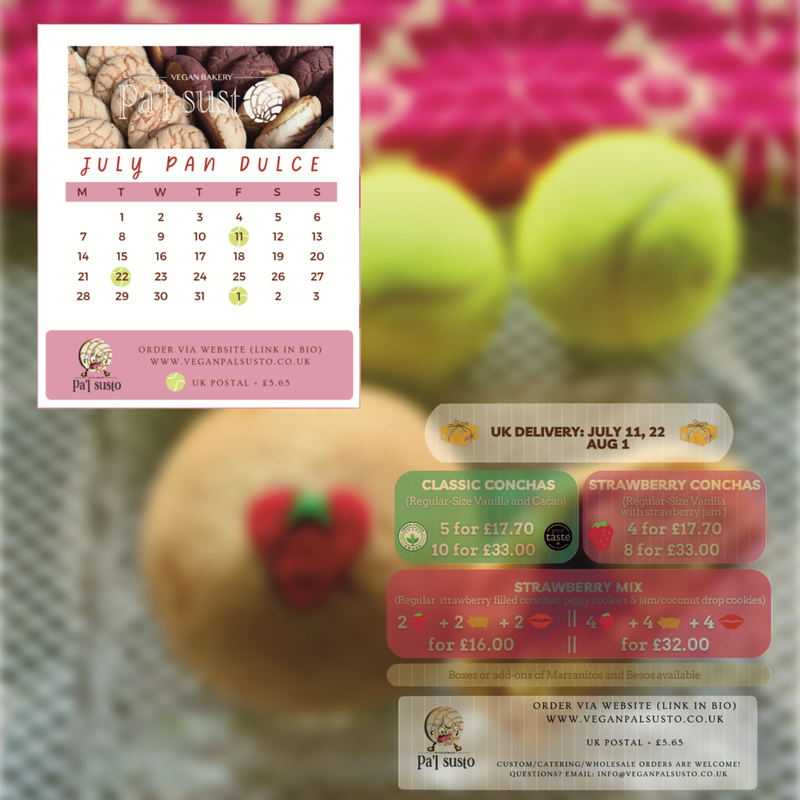 VEGAN BAKERY
Pa'l susto
JULY PAN DULCE
M T W T F S S
1 2 3 4 5 6
7 8 9 10 11 12 13
14 15 16 17 18 19 20
21 22 23 24 25 26 27
28 29 30 31 1 2 3
ORDER VIA WEBSITE (LINK IN BIO)
WWW.VEGANPALSUSTO.CO.UK
Pa'l susto
UK POSTAL + £5.65
UK DELIVERY: JULY 11, 22
AUG 1
CLASSIC CONCHAS
(Regular-Size Vanilla and Cacao)
5 for £17.70
great taste
10 for £33.00
STRAWBERRY CONCHAS
(Regular-Size Vanilla
with strawberry jam)
4 for £17.70
8 for £33.00
STRAWBERRY MIX
(Regular strawberry filled conchas, piggy cookies & jam/coconut drop cookies)
2 + 2 + 2 || 4 + 4 + 4
for £16.00 || for £32.00
Boxes or add-ons of Marranitos and Besos available
ORDER VIA WEBSITE (LINK IN BIO)
WWW.VEGANPALSUSTO.CO.UK
UK POSTAL + £5.65
Pa'l susto
CUSTOM/CATERING/WHOLESALE ORDERS ARE WELCOME!
QUESTIONS? EMAIL: INFO@VEGANPALSUSTO.CO.UK